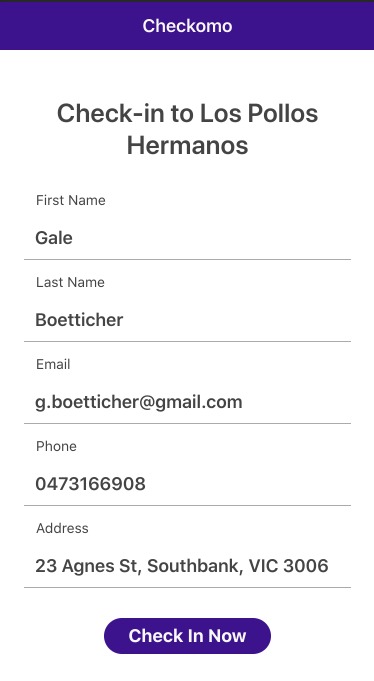 Checkomo
Check-in to Los Pollos
Hermanos
First Name
Gale
Last Name
Boetticher
Email
g.boetticher@gmail.com
Phone
0473166908
Address
23 Agnes St, Southbank, VIC 3006
Check In Now